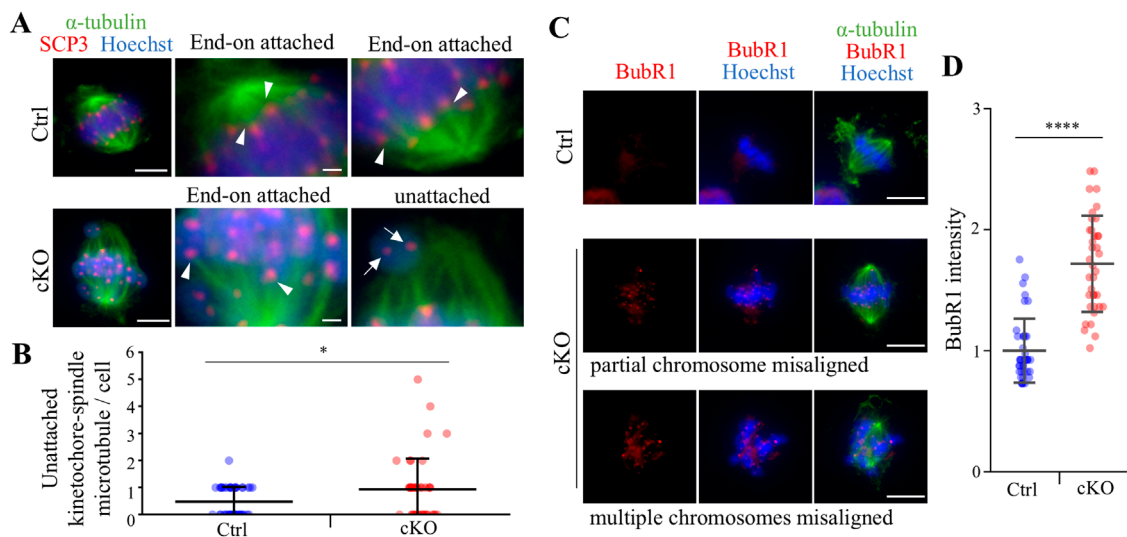 A
α-tubulin
SCP3 Hoechst
End-on attached
End-on attached
Ctrl
End-on attached
unattached
cKO
B
Unattached
kinetochore-spindle
microtubule / cell
6
5
4
3
2
1
0
*
Ctrl
cKO
C
BubR1
BubR1
Hoechst
α-tubulin
BubR1
Hoechst
Ctrl
cKO
partial chromosome misaligned
multiple chromosomes misaligned
D
BubR1 intensity
3
2
1
0
****
Ctrl
cKO